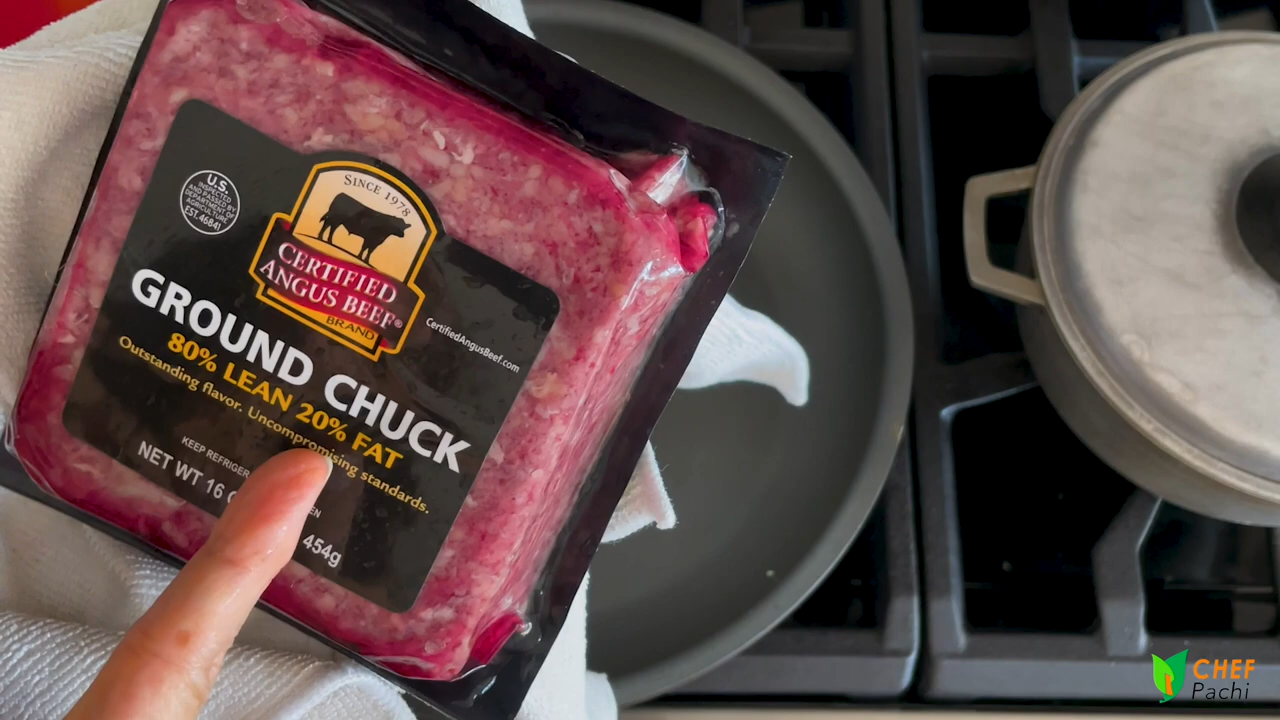 U.S.
INSPECTED
AND PASSED BY
DEPARTMENT OF
AGRICULTURE
EST. 46841
SINCE 1978
CERTIFIED
ANGUS BEEF®
BRAND
CertifiedAngusBeef.com
GROUND CHUCK
80% LEAN 20% FAT
Outstanding flavor. Uncompromising standards.
KEEP
NET WT 16
454g
CHEF
Pachi